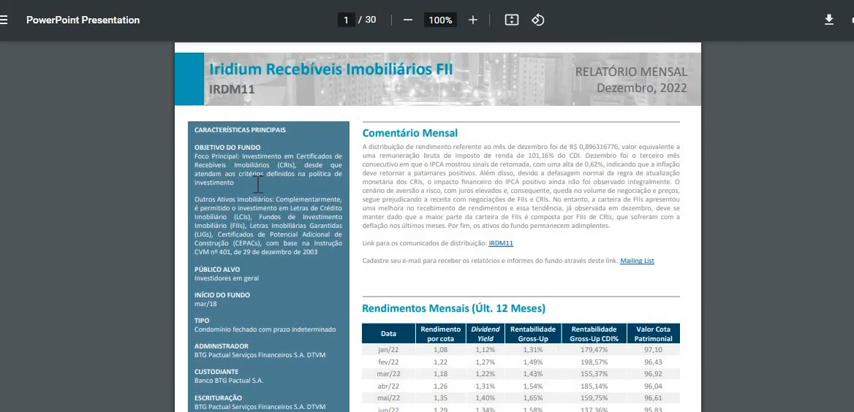 PowerPoint Presentation
1 / 30
100%
Iridium Recebíveis Imobiliários FII
IRDM11
RELATÓRIO MENSAL
Dezembro, 2022
CARACTERÍSTICAS PRINCIPAIS
OBJETIVO DO FUNDO
Foco Principal: Investimento em Certificados de
Recebíveis Imobiliários (CRIs), desde que
atendam aos critérios definidos na política de
investimento
Outros Ativos Imobiliários: Complementarmente,
é permitido o investimento em Letras de Crédito
Imobiliário (LCIs), Fundos de Investimento
Imobiliário (FIIs), Letras Imobiliárias Garantidas
(LIGs), Certificados de Potencial Adicional de
Construção (CEPACs), com base na Instrução
CVM nº 401, de 29 de dezembro de 2003
PÚBLICO ALVO
Investidores em geral
INÍCIO DO FUNDO
mar/18
TIPO
Condomínio fechado com prazo indeterminado
ADMINISTRADOR
BTG Pactual Serviços Financeiros S.A. DTVM
CUSTODIANTE
Banco BTG Pactual S.A.
ESCRITURAÇÃO
BTG Pactual Serviços Financeiros S.A. DTVM
Comentário Mensal
A distribuição de rendimento referente ao mês de dezembro foi de R$ 0,896316776, valor equivalente a
uma remuneração bruta de imposto de renda de 101,16% do CDI. Dezembro foi o terceiro mês
consecutivo em que o IPCA mostrou sinais de retomada, com uma alta de 0,62%, indicando que a inflação
deve retornar a patamares positivos. Além disso, devido a defasagem normal da regra de atualização
monetária dos CRIs, o impacto financeiro do IPCA positivo ainda não foi observado integralmente. O
cenário de aversão a risco, com juros elevados e, consequente, queda no volume de negociação e preços,
segue prejudicando a receita com negociações de FIIs e CRIs. No entanto, a carteira de FIIs apresentou
uma melhora no recebimento de rendimentos e essa tendência, já observada em dezembro, deve se
manter dado que a maior parte da carteira de FIIs é composta por FIIs de CRIs, que sofreram com a
deflação nos últimos meses. Por fim, os ativos do fundo permanecem adimplentes.
Link para os comunicados de distribuição: IRDM11
Cadastre seu e-mail para receber os relatórios e informes do fundo através deste link: Mailing List
Rendimentos Mensais (Últ. 12 Meses)
Data Rendimento por cota Dividend Yield Rentabilidade Gross-Up Rentabilidade Gross-Up CDI% Valor Cota Patrimonial
jan/22 1,08 1,12% 1,31% 179,47% 97,10
fev/22 1,22 1,27% 1,49% 198,57% 96,43
mar/22 1,18 1,22% 1,43% 155,37% 96,92
abr/22 1,26 1,31% 1,54% 185,14% 96,04
mai/22 1,35 1,40% 1,65% 159,75% 96,61
jun/22 1,29 1,34% 1,58% 137,36% 95,83